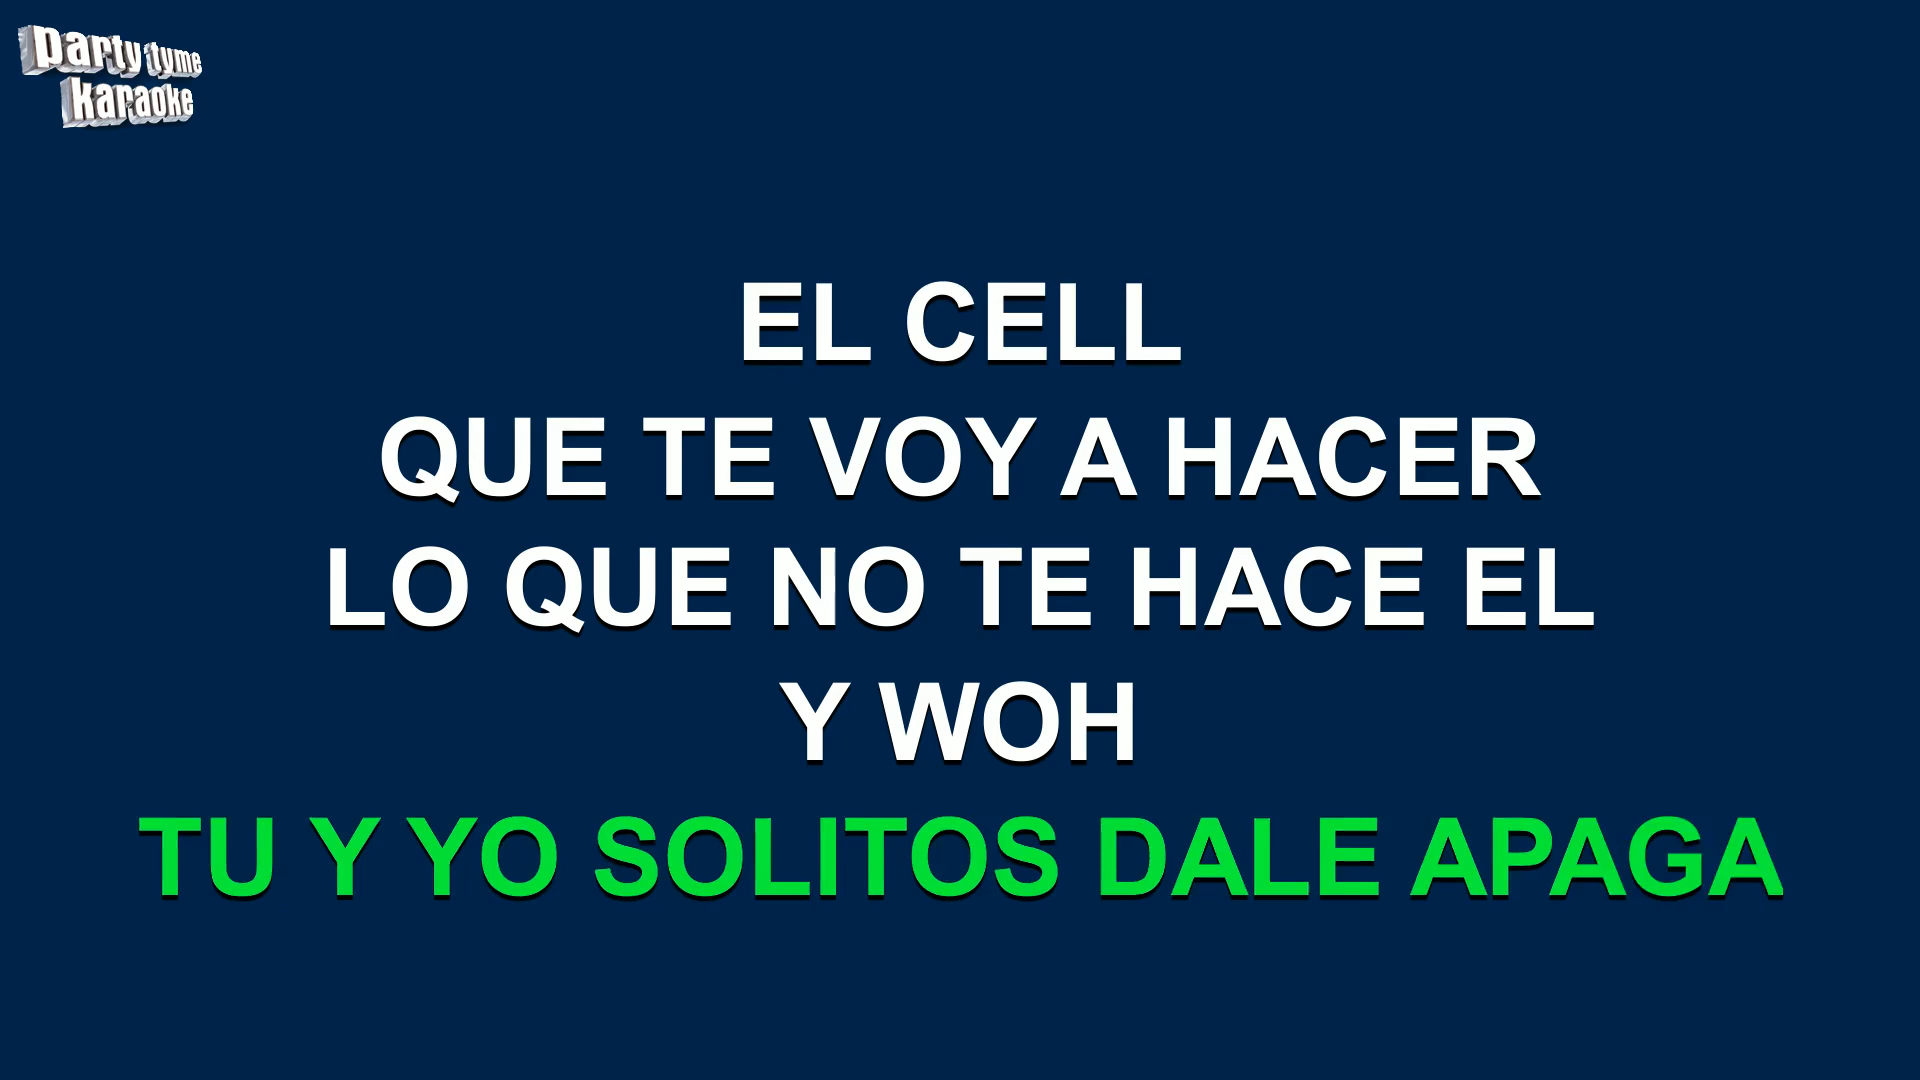 party tyme
karaoke
EL CELL
QUE TE VOY A HACER
LO QUE NO TE HACE EL
Y WOH
TU Y YO SOLITOS DALE APAGA